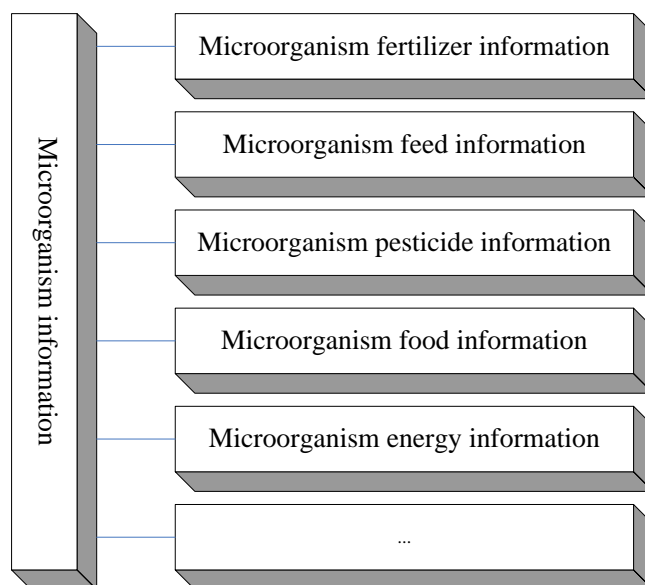 Microorganism information
Microorganism fertilizer information
Microorganism feed information
Microorganism pesticide information
Microorganism food information
Microorganism energy information
...